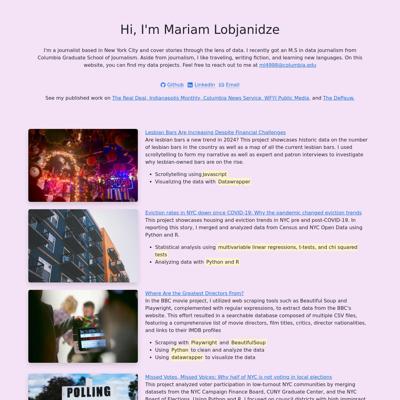 Hi, I'm Mariam Lobjanidze
I'm a journalist based in New York City and cover stories through the lens of data. I recently got an M.S in data journalism from
Columbia Graduate School of Journalism. Aside from journalism, I like traveling, writing fiction, and learning new languages. On this
website, you can find my data projects. Feel free to reach out to me at ml4988@columbia.edu
Github LinkedIn Email
See my published work on The Real Deal, Indianapolis Monthly, Columbia News Service, WFYI Public Media, and The DePauw.
Lesbian Bars Are Increasing Despite Financial Challenges
Are lesbian bars a new trend in 2024? This project showcases historic data on the number
of lesbian bars in the country as well as a map of all the current lesbian bars. I used
scrollytelling to form my narrative as well as expert and patron interviews to investigate
why lesbian-owned bars are on the rise.
• Scrollytelling using Javascript
• Visualizing the data with Datawrapper
Eviction rates in NYC down since COVID-19: Why the pandemic changed eviction trends
This project showcases housing and eviction trends in NYC pre and post-COVID-19. In
reporting this story, I merged and analyzed data from Census and NYC Open Data using
Python and R.
• Statistical analysis using multivariable linear regressions, t-tests, and chi squared
tests
• Analyzing data with Python and R
Where Are the Greatest Directors From?
In the BBC movie project, I utilized web scraping tools such as Beautiful Soup and
Playwright, complemented with regular expressions, to extract data from the BBC's
website. This effort resulted in a searchable database composed of multiple CSV files,
featuring a comprehensive list of movie directors, film titles, critics, director nationalities,
and links to their IMDB profiles
• Scraping with Playwright and BeautifulSoup
• Using Python to clean and analyze the data
• Using datawrapper to visualize the data
Missed Votes, Missed Voices: Why half of NYC is not voting in local elections
This project analyzed voter participation in low-turnout NYC communities by merging
datasets from the NYC Campaign Finance Board, CUNY Graduate Center, and the NYC
POLLING